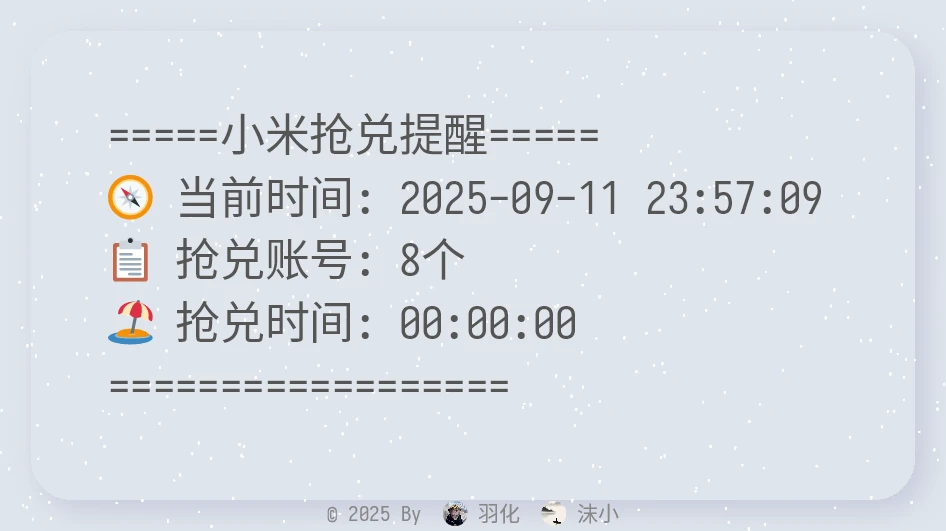 =====小米抢兑提醒=====
🧭 当前时间：2025-09-11 23:57:09
📋 抢兑账号：8个
🏖️ 抢兑时间：00:00:00
==================
© 2025 By 羽化 沫小